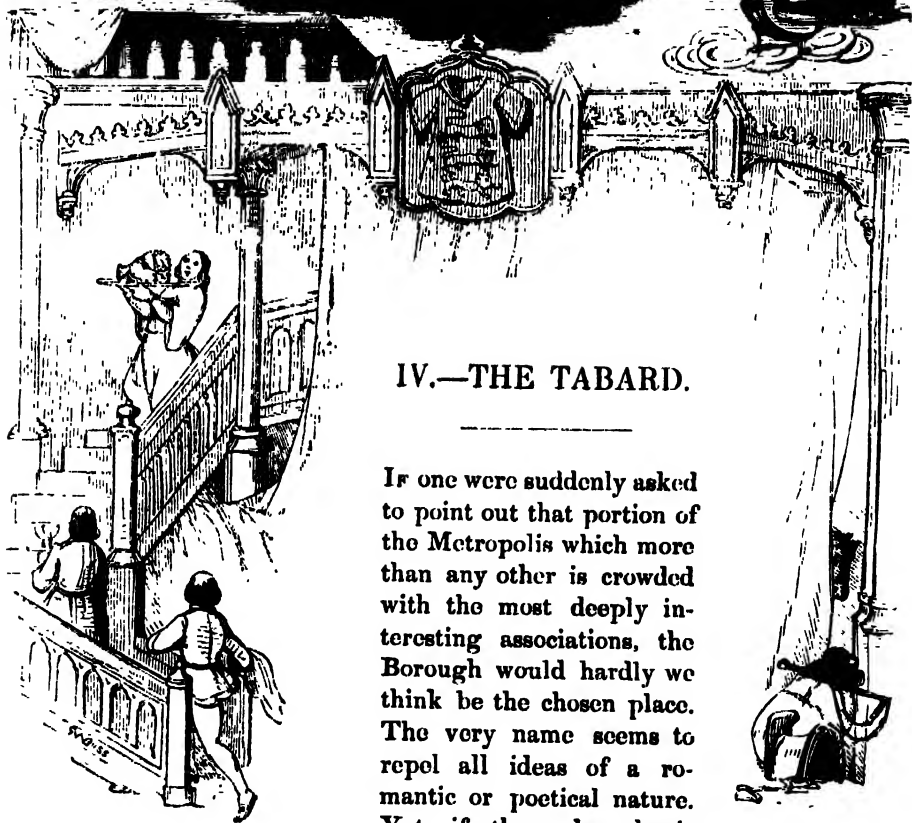 IV.—THE TABARD.
IF one were suddenly asked
to point out that portion of
the Metropolis which more
than any other is crowded
with the most deeply in-
teresting associations, the
Borough would hardly we
think be the chosen place.
The very name seems to
repel all ideas of a ro-
mantic or poetical nature.